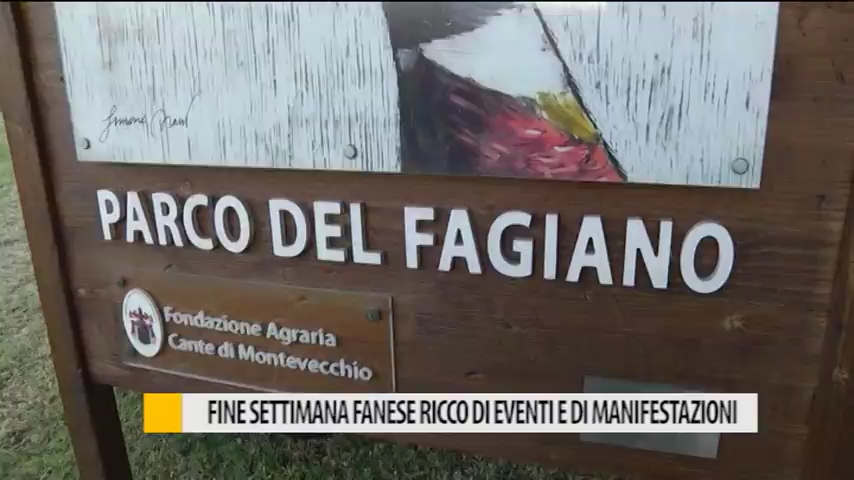 PARCO DEL FAGIANO
Fondazione Agraria
Cante di Montevecchio
FINE SETTIMANA FANESE RICCO DI EVENTI E DI MANIFESTAZIONI